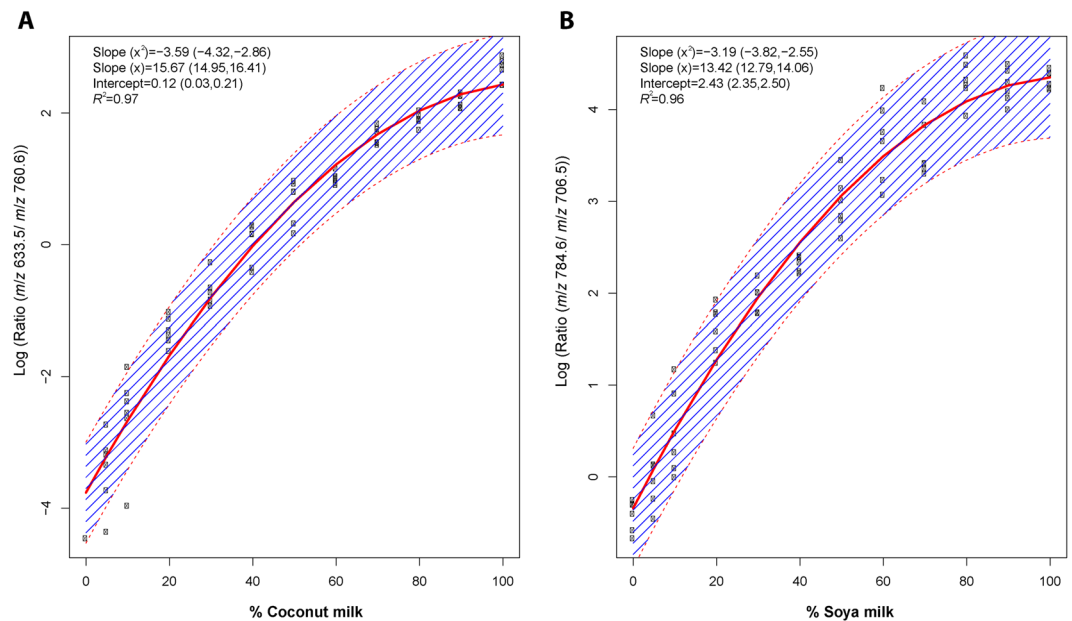 A
Slope (x²)=−3.59 (−4.32,−2.86)
Slope (x)=15.67 (14.95,16.41)
Intercept=0.12 (0.03,0.21)
R²=0.97
Log (Ratio (m/z 633.5/ m/z 760.6))
2
0
−2
−4
0 20 40 60 80 100
% Coconut milk
B
Slope (x²)=−3.19 (−3.82,−2.55)
Slope (x)=13.42 (12.79,14.06)
Intercept=2.43 (2.35,2.50)
R²=0.96
Log (Ratio (m/z 784.6/ m/z 706.5))
4
3
2
1
0
0 20 40 60 80 100
% Soya milk